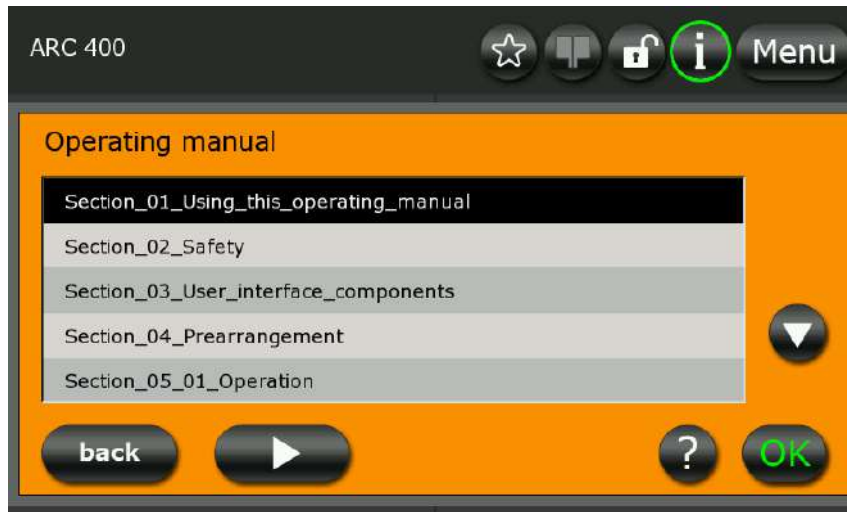 ARC 400
i Menu
Operating manual
Section_01_Using_this_operating_manual
Section_02_Safety
Section_03_User_interface_components
Section_04_Prearrangement
Section_05_01_Operation
back ? OK